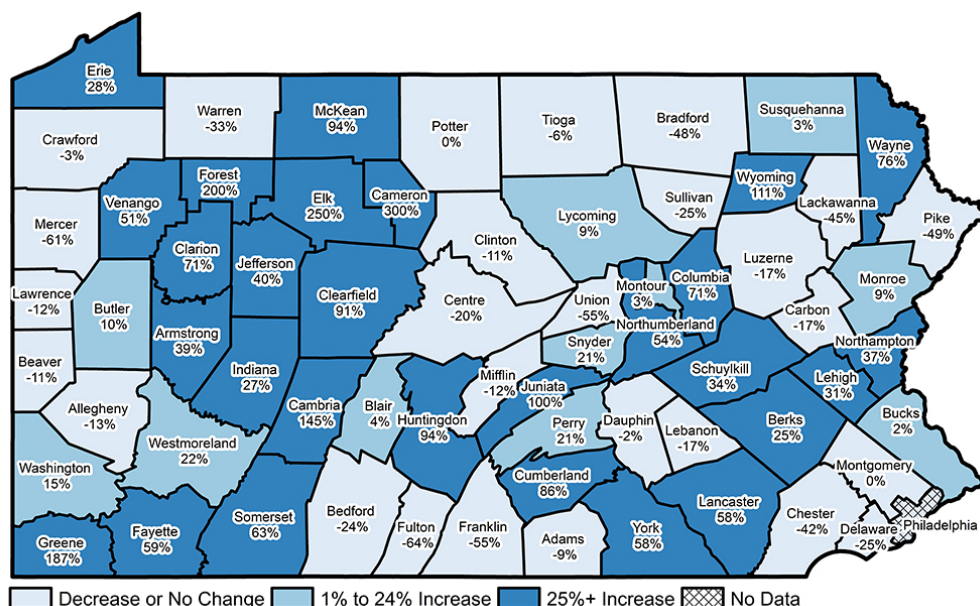 Erie
28%
Warren
-33%
McKean
94%
Potter
0%
Tioga
-6%
Bradford
-48%
Susquehanna
3%
Wayne
76%
Crawford
-3%
Forest
200%
Venango
51%
Elk
250%
Cameron
300%
Wyoming
111%
Sullivan
-25%
Lackawanna
-45%
Pike
-49%
Mercer
-61%
Clarion
71%
Jefferson
40%
Clinton
-11%
Lycoming
9%
Luzerne
-17%
Monroe
9%
Lawrence
-12%
Butler
10%
Clearfield
91%
Centre
-20%
Union
-55%
Montour
3%
Columbia
71%
Carbon
-17%
Armstrong
39%
Northumberland
54%
Snyder
21%
Northampton
37%
Beaver
-11%
Indiana
27%
Mifflin
-12%
Juniata
100%
Schuylkill
34%
Lehigh
31%
Allegheny
-13%
Cambria
145%
Blair
4%
Huntingdon
94%
Perry
21%
Dauphin
-2%
Lebanon
-17%
Berks
25%
Bucks
2%
Westmoreland
22%
Washington
15%
Cumberland
86%
Montgomery
0%
Greene
187%
Fayette
59%
Somerset
63%
Bedford
-24%
Fulton
-64%
Franklin
-55%
Adams
-9%
York
58%
Lancaster
58%
Chester
-42%
Delaware
-25%
Philadelphia
Decrease or No Change
1% to 24% Increase
25%+ Increase
No Data